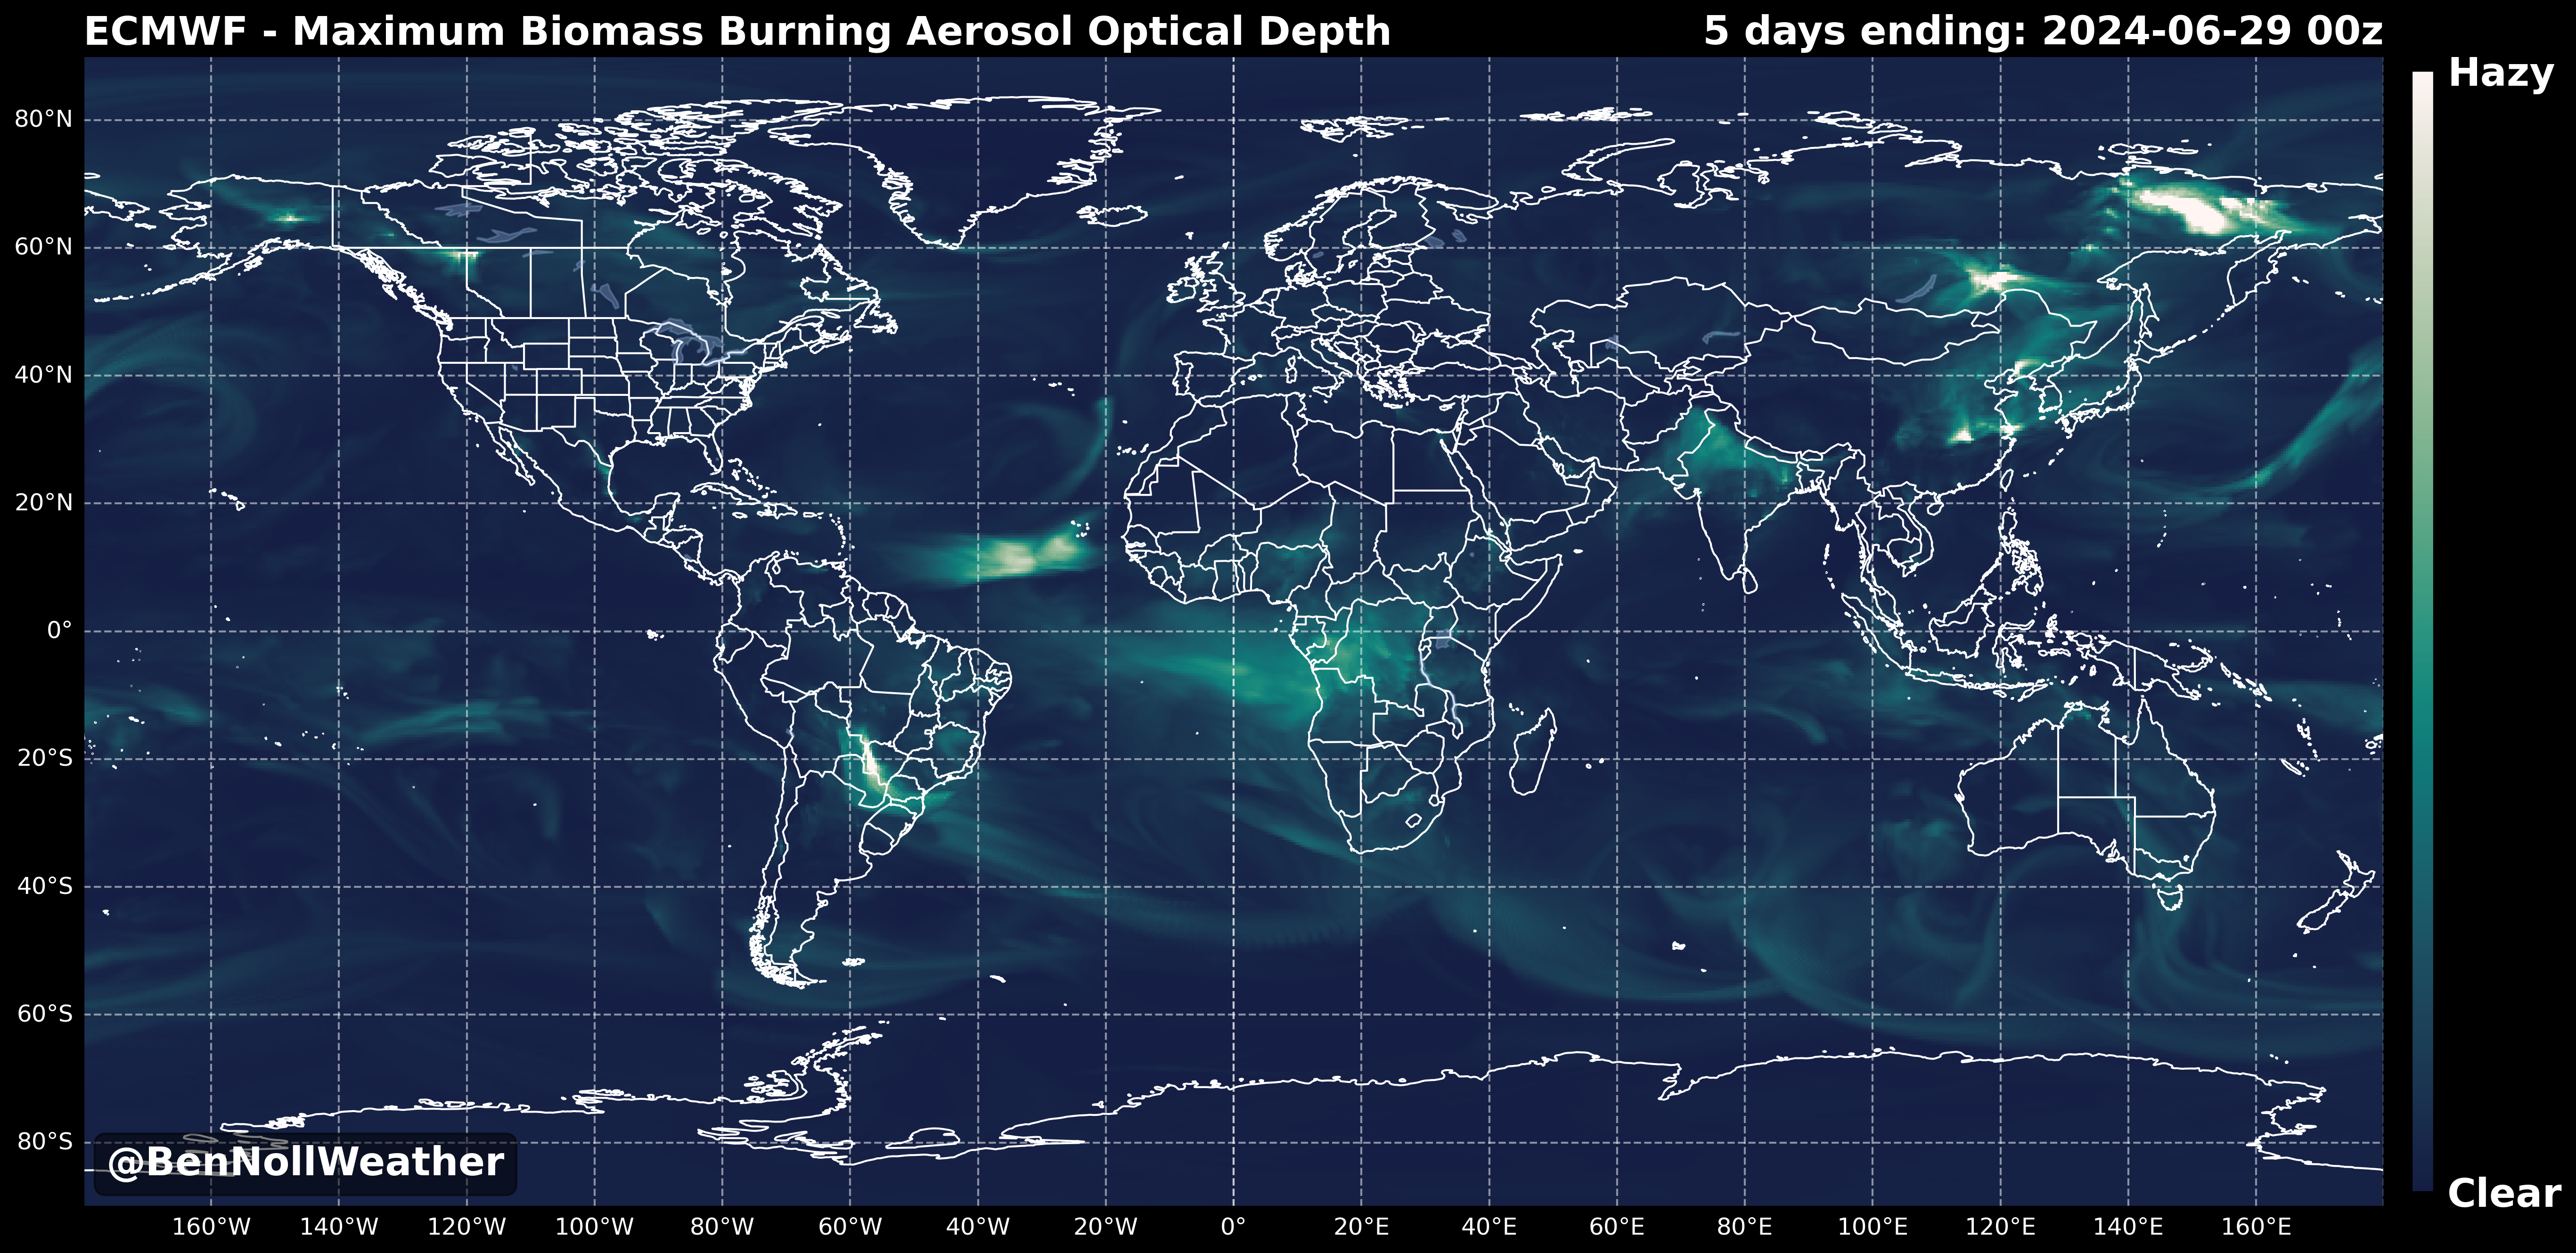 ECMWF - Maximum Biomass Burning Aerosol Optical Depth
5 days ending: 2024-06-29 00z
Hazy
80°N
60°N
40°N
20°N
0°
20°S
40°S
60°S
80°S
@BenNollWeather
Clear
160°W 140°W 120°W 100°W 80°W 60°W 40°W 20°W 0° 20°E 40°E 60°E 80°E 100°E 120°E 140°E 160°E